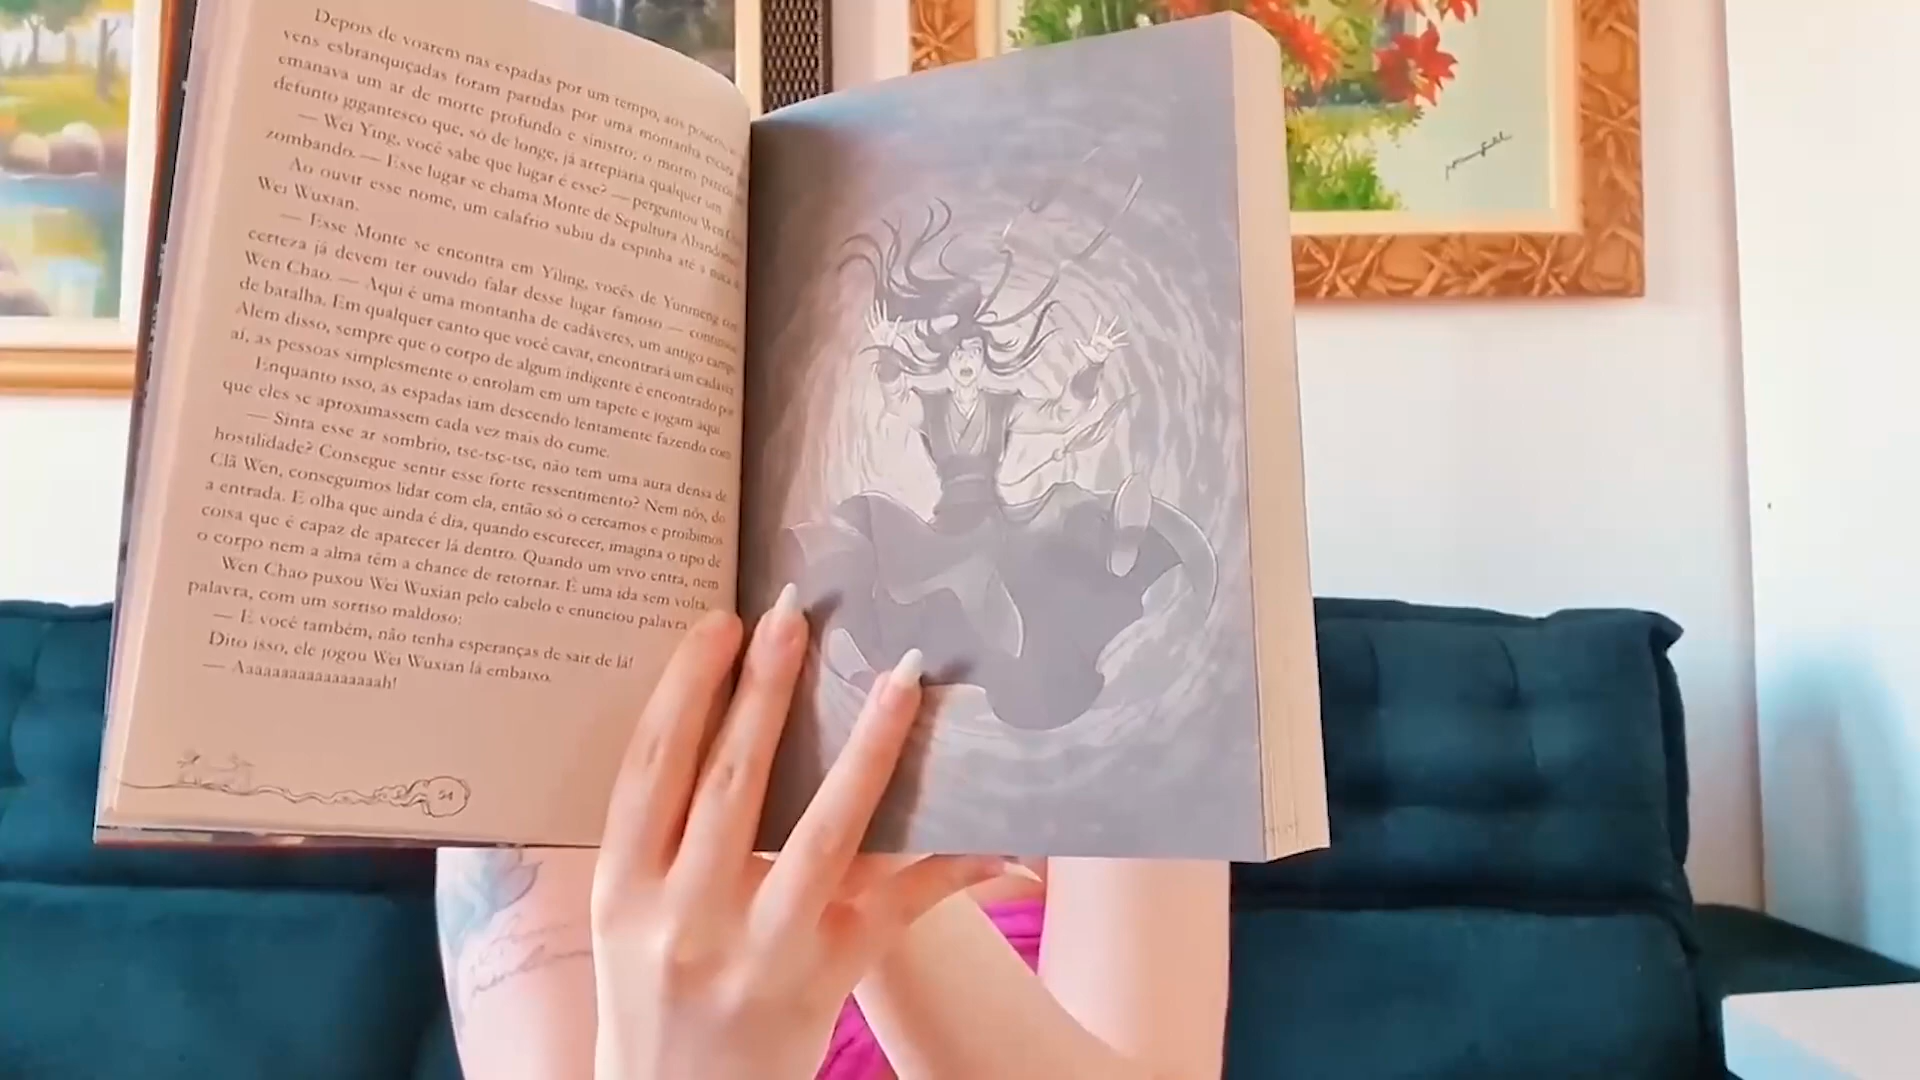 Depois de voarem nas espadas por um tempo, aos poucos,
vens esbranquiçadas foram partidas por uma montanha escura
emanava um ar de morte profundo e sinistro; o morro parecia
defunto gigantesco que, só de longe, já arrepiaria qualquer um.
— Wei Ying, você sabe que lugar é esse? — perguntou Wen Chao
zombando. — Esse lugar se chama Monte de Sepultura
Ao ouvir esse nome, um calafrio subiu da espinha até a nuca
Wei Wuxian.
— Esse Monte se encontra em Yiling, vocês de Yunmeng com
certeza já devem ter ouvido falar desse lugar famoso — continuou
Wen Chao. — Aqui é uma montanha de cadáveres, um antigo campo
de batalha. Em qualquer canto que você cavar, encontrará um cadáver.
Além disso, sempre que o corpo de algum indigente é encontrado por
aí, as pessoas simplesmente o enrolam em um tapete e jogam aqui.
Enquanto isso, as espadas iam descendo lentamente fazendo com
que eles se aproximassem cada vez mais do cume.
— Sinta esse ar sombrio, tsc-tsc-tsc, não tem uma aura densa de
hostilidade? Consegue sentir esse forte ressentimento? Nem nós, do
Clã Wen, conseguimos lidar com ela, então só o cercamos e proibimos
a entrada. E olha que ainda é dia, quando escurecer, imagina o tipo de
coisa que é capaz de aparecer lá dentro. Quando um vivo entra, nem
o corpo nem a alma têm a chance de retornar. É uma ida sem volta.
Wen Chao puxou Wei Wuxian pelo cabelo e enunciou palavra
palavra, com um sorriso maldoso:
— E você também, não tenha esperanças de sair de lá!
Dito isso, ele jogou Wei Wuxian lá embaixo.
— Aaaaaaaaaaaaaaaaah!
54